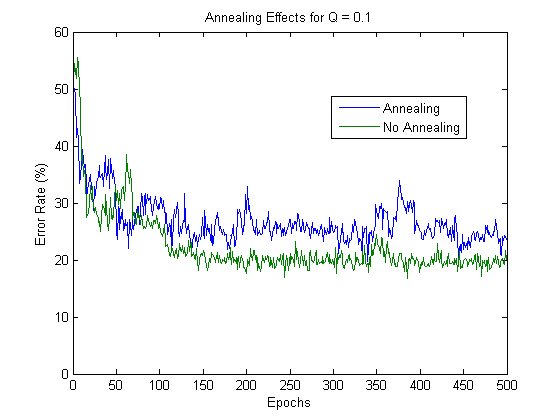 Annealing Effects for Q = 0.1
60
50
40
30
20
10
0
Error Rate (%)
Annealing
No Annealing
0 50 100 150 200 250 300 350 400 450 500
Epochs